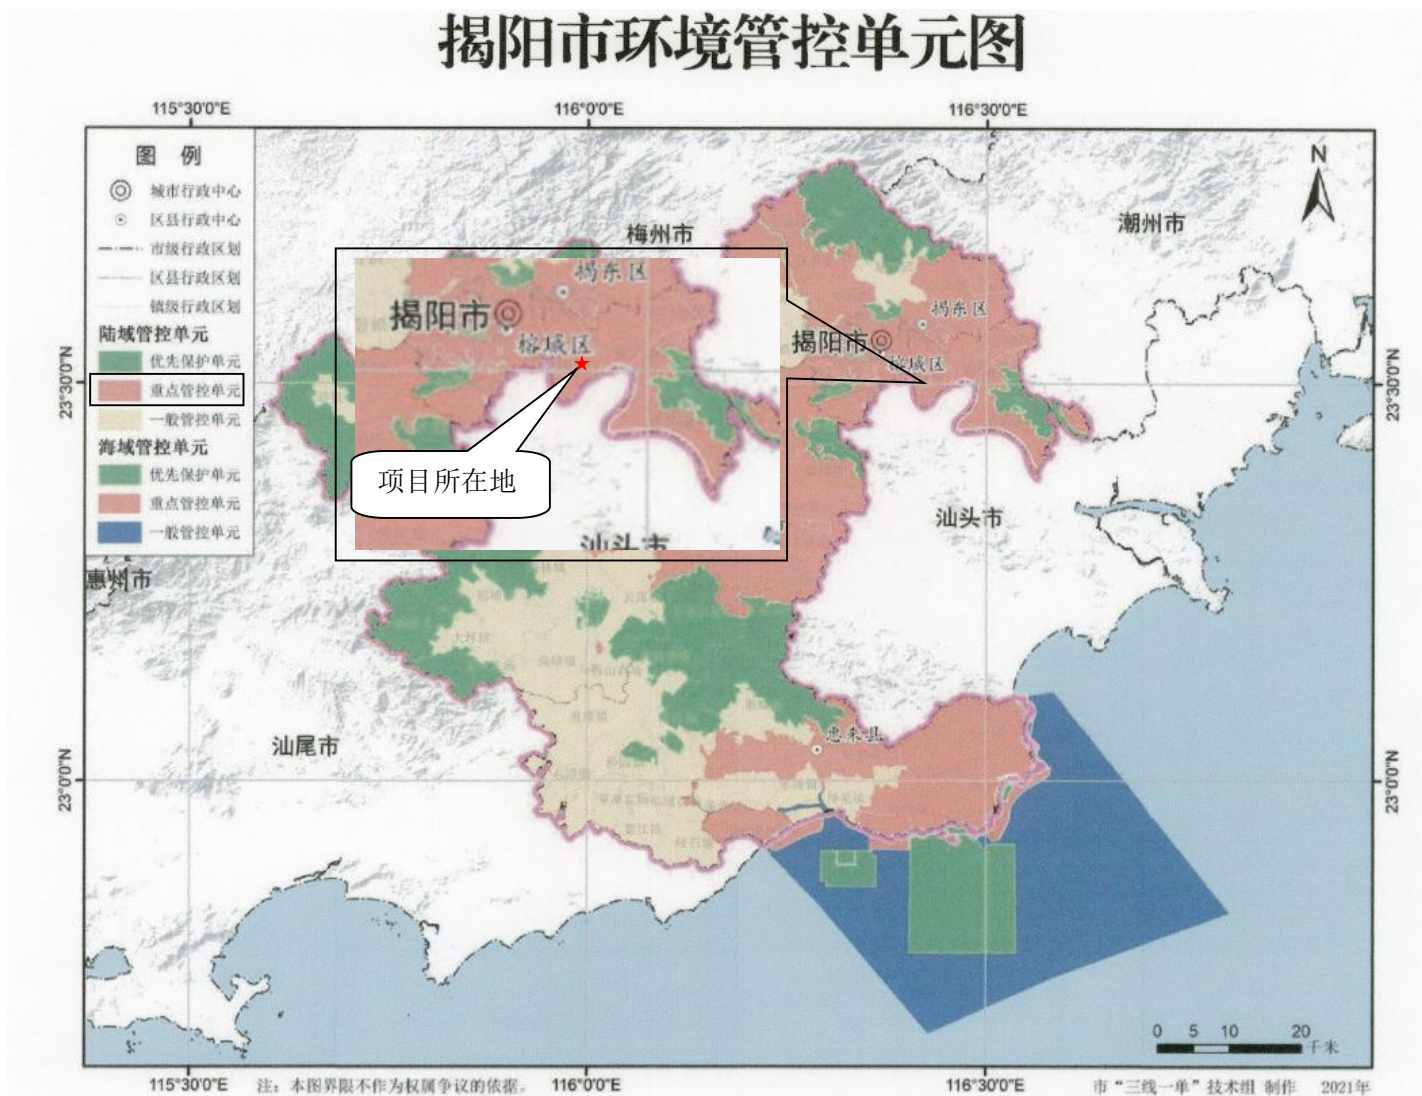 揭阳市环境管控单元图
115°30'0"E
116°0'0"E
116°30'0"E
图 例
城市行政中心
区县行政中心
市级行政区划
区县行政区划
镇级行政区划
陆域管控单元
优先保护单元
重点管控单元
一般管控单元
海域管控单元
优先保护单元
重点管控单元
一般管控单元
N
梅州市
潮州市
揭东区
揭阳市
榕城区
揭东区
揭阳市
榕城区
项目所在地
汕头市
汕头市
惠州市
汕尾市
惠来县
大坪镇
23°30'0"N
23°30'0"N
23°0'0"N
23°0'0"N
0 5 10 20
千米
115°30'0"E
116°0'0"E
116°30'0"E
注：本图界限不作为权属争议的依据。
市“三线一单”技术组 制作 2021年